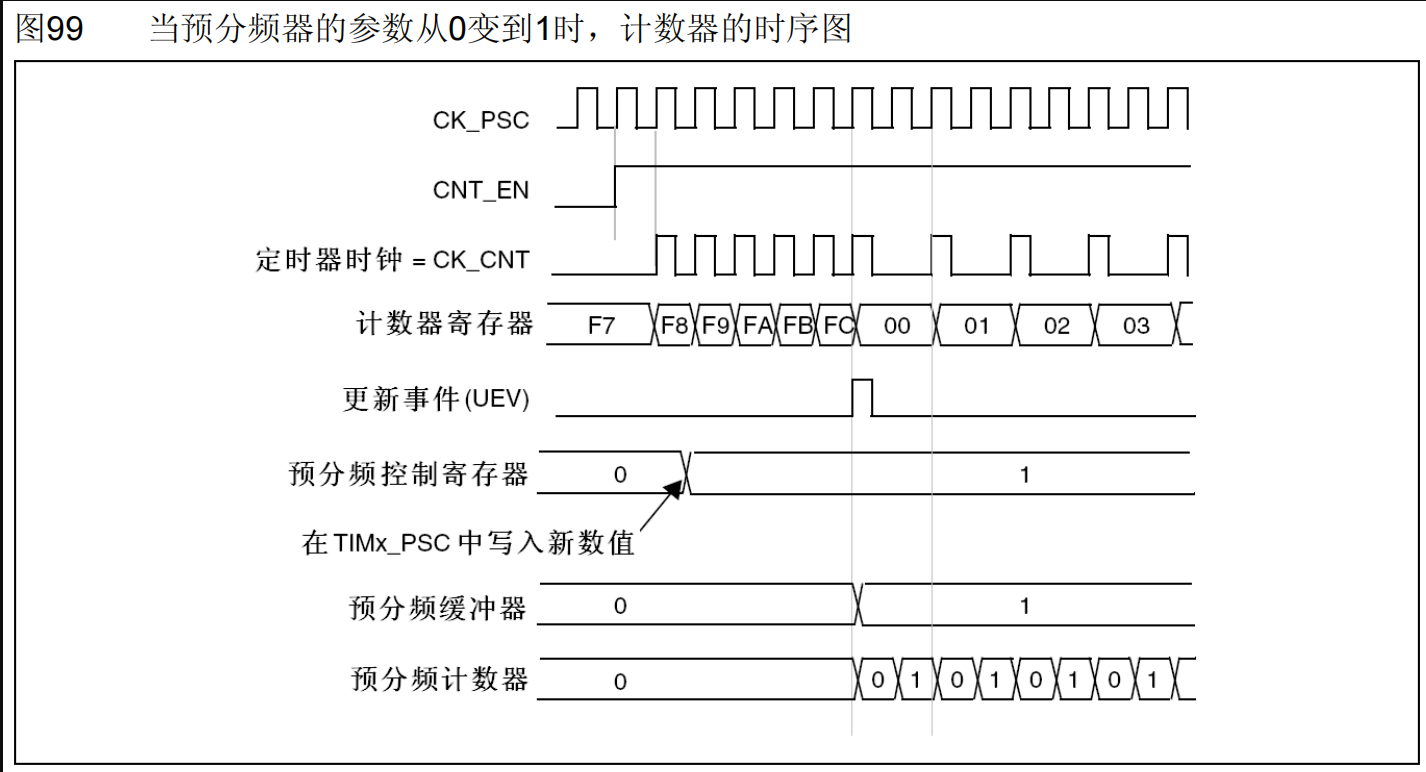 图99 当预分频器的参数从0变到1时，计数器的时序图
CK_PSC
CNT_EN
定时器时钟 = CK_CNT
计数器寄存器 F7 F8 F9 FA FB FC 00 01 02 03
更新事件(UEV)
预分频控制寄存器 0 1
在TIMx_PSC中写入新数值
预分频缓冲器 0 1
预分频计数器 0 0 1 0 1 0 1 0 1